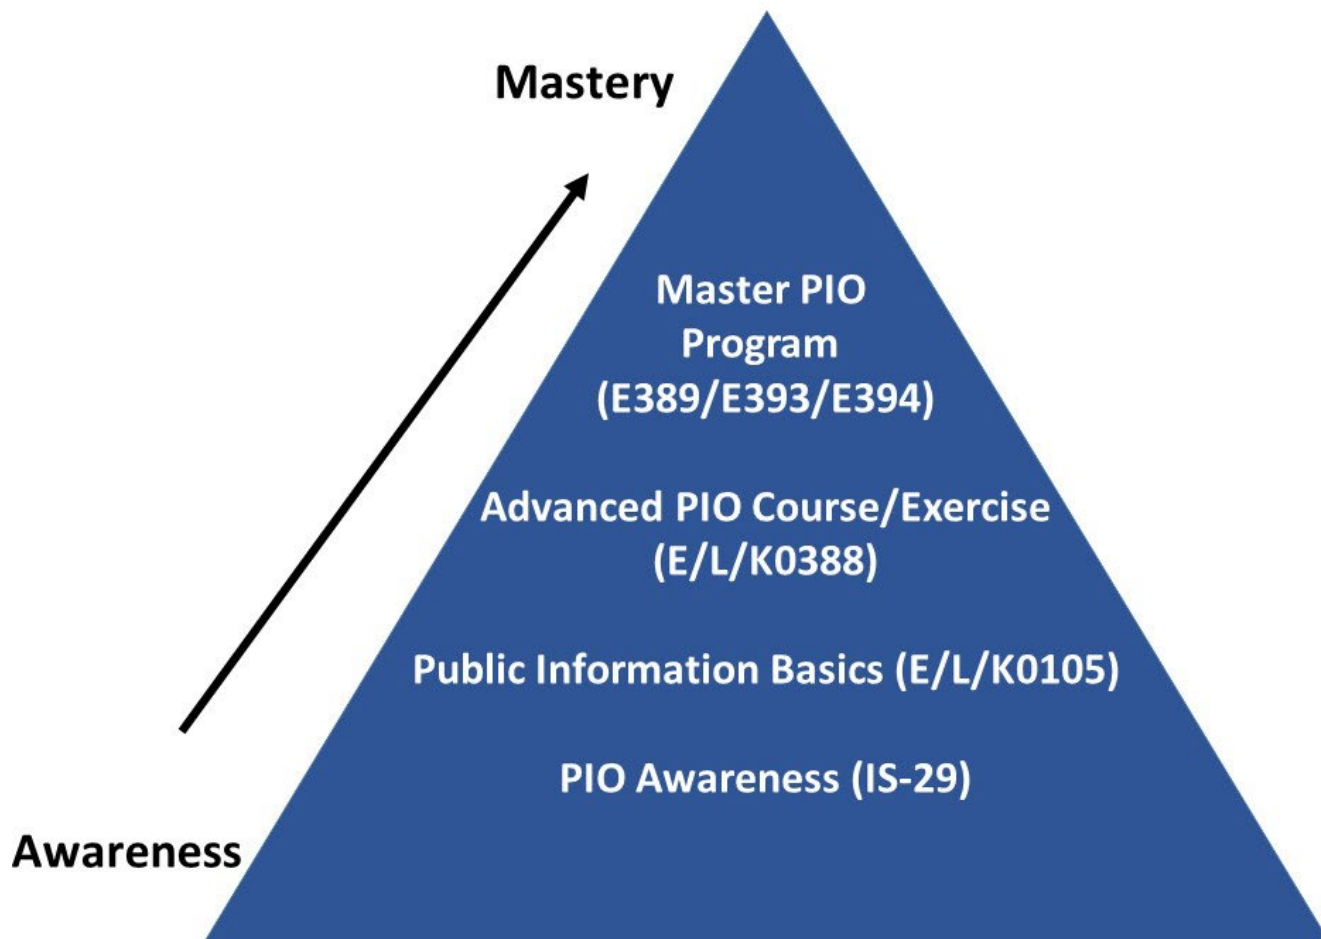 Mastery
Master PIO
Program
(E389/E393/E394)
Advanced PIO Course/Exercise
(E/L/K0388)
Public Information Basics (E/L/K0105)
PIO Awareness (IS-29)
Awareness